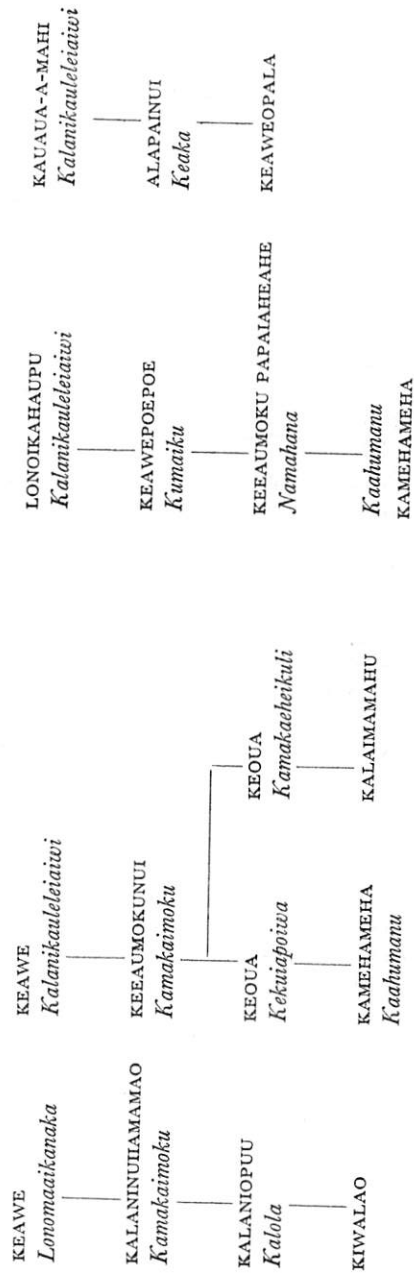 KEAWE
Lonomaaikanaka
KALANINUIIAMAMAO
Kamakaimoku
KALANIOPUU
Kalola
KIWALAO
KEAWE
Kalanikauleleiaiwi
KEEAUMOKUNUI
Kamakaimoku
KEOUA
Kekuiapoiwa
KAMEHAMEHA
Kaahumanu
KEOUA
Kamakaeheikuli
KALAIMAMAHU
LONOIKAHAUPU
Kalanikauleleiaiwi
KEAWEPOEPOE
Kumaiku
KEEAUMOKU PAPAIAHEAHE
Namahana
Kaahumanu
KAMEHAMEHA
KAUAUA-A-MAHI
Kalanikauleleiaiwi
ALAPAINUI
Keaka
KEAWEOPALA